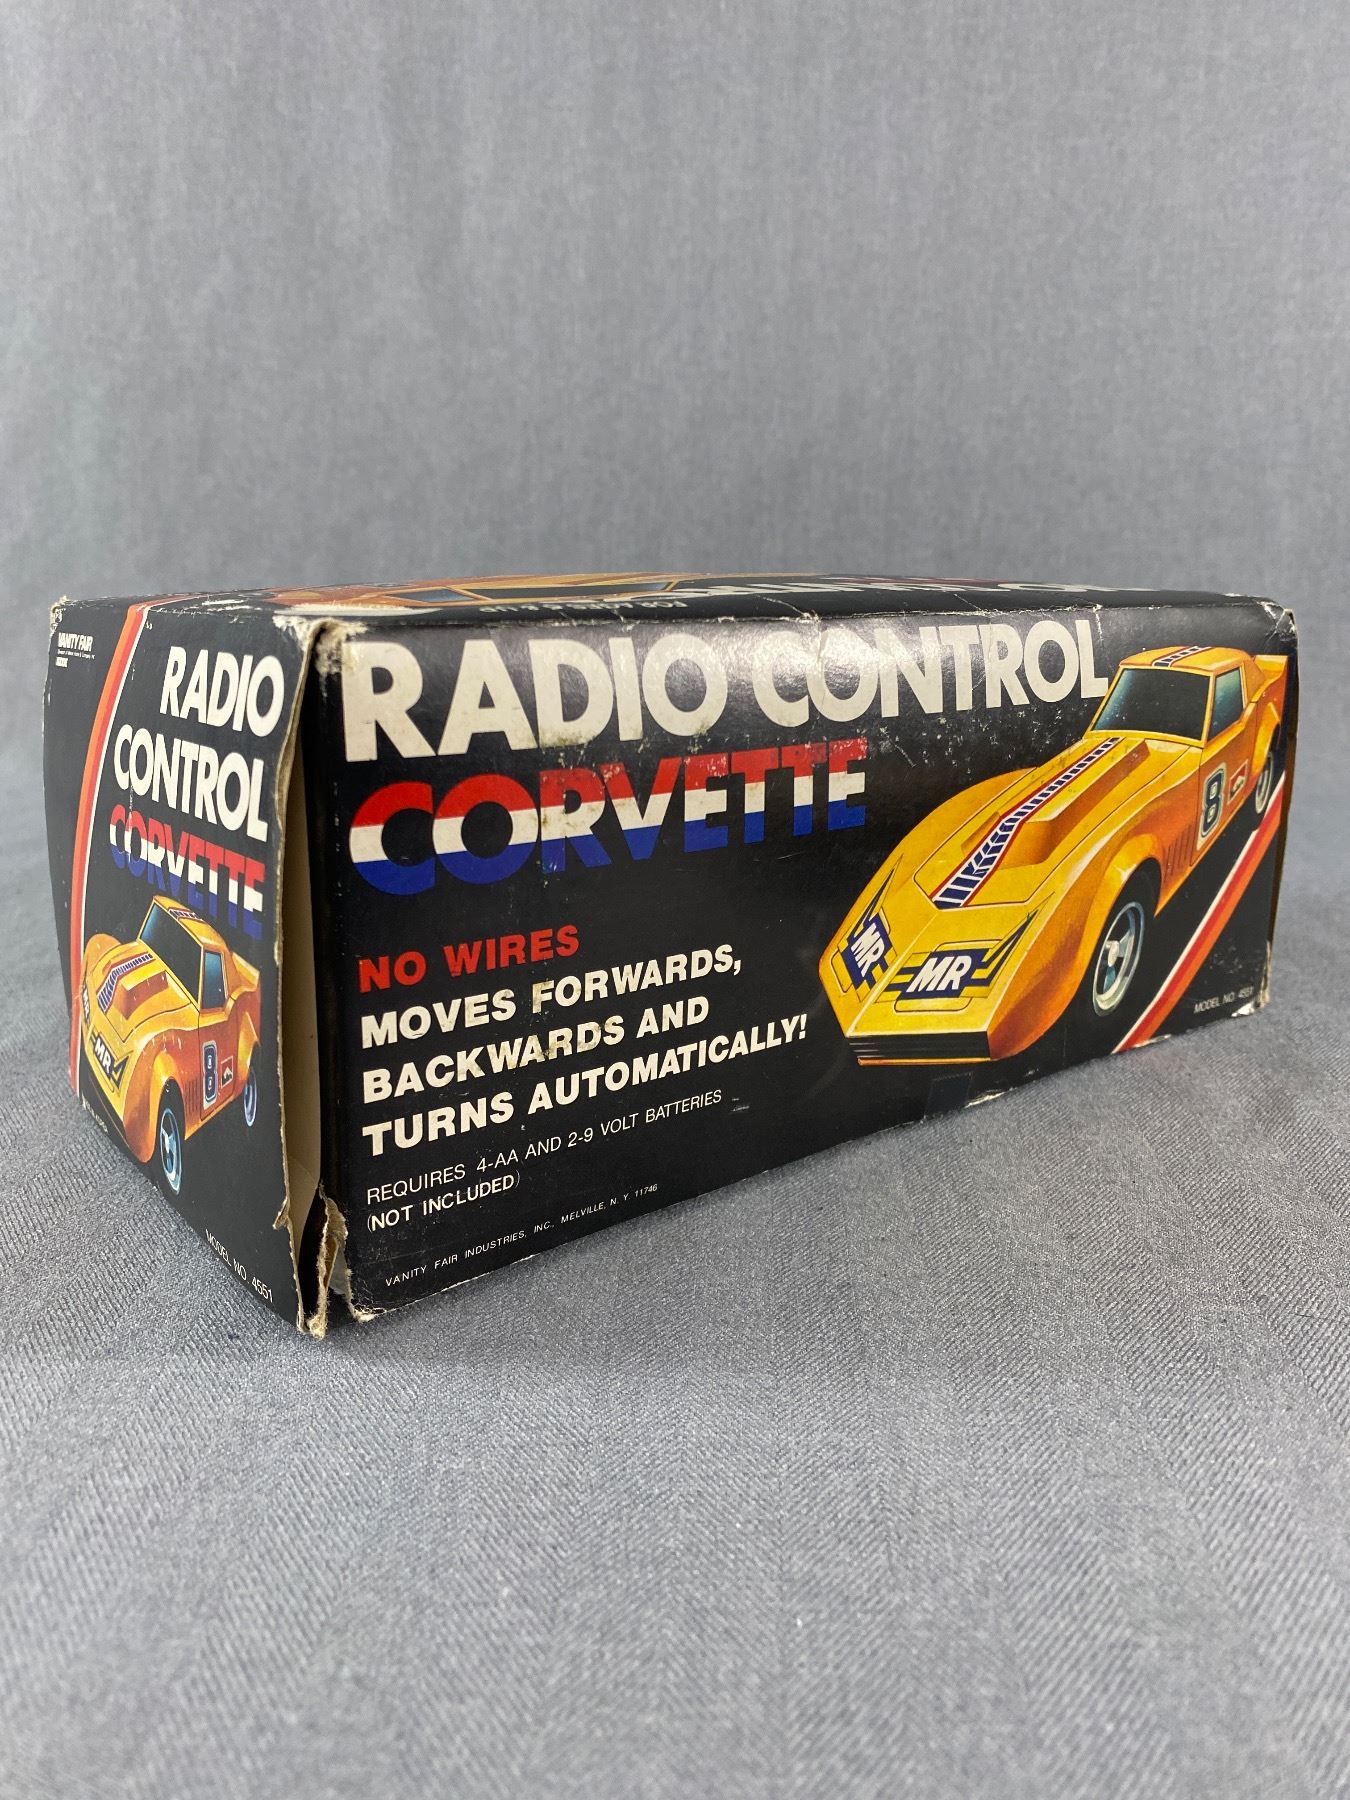 VANITY FAIR
RADIO
CONTROL
CORVETTE
MR
8
MODEL NO. 4551
RADIO CONTROL
CORVETTE
NO WIRES
MOVES FORWARDS,
BACKWARDS AND
TURNS AUTOMATICALLY!
REQUIRES 4-AA AND 2-9 VOLT BATTERIES
(NOT INCLUDED)
VANITY FAIR INDUSTRIES, INC., MELVILLE, N. Y. 11746
MR
MR
8
MODEL NO. 4551